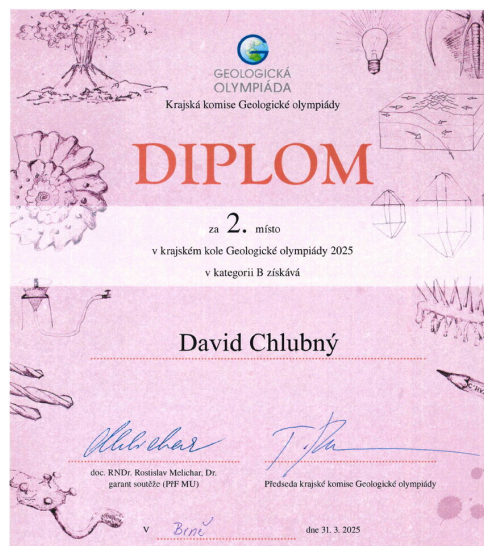 GEOLOGICKÁ
OLYMPIÁDA
Krajská komise Geologické olympiády
DIPLOM
za 2. místo
v krajském kole Geologické olympiády 2025
v kategorii B získává
David Chlubný
doc. RNDr. Rostislav Melichar, Dr.
garant soutěže (PřF MU)
Předseda krajské komise Geologické olympiády
V Brně dne 31. 3. 2025